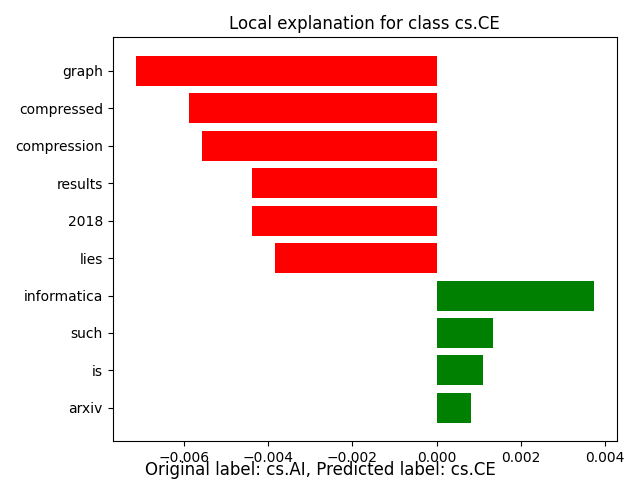 Local explanation for class cs.CE
graph
compressed
compression
results
2018
lies
informatica
such
is
arxiv
−0.006 −0.004 −0.002 0.000 0.002 0.004
Original label: cs.AI, Predicted label: cs.CE